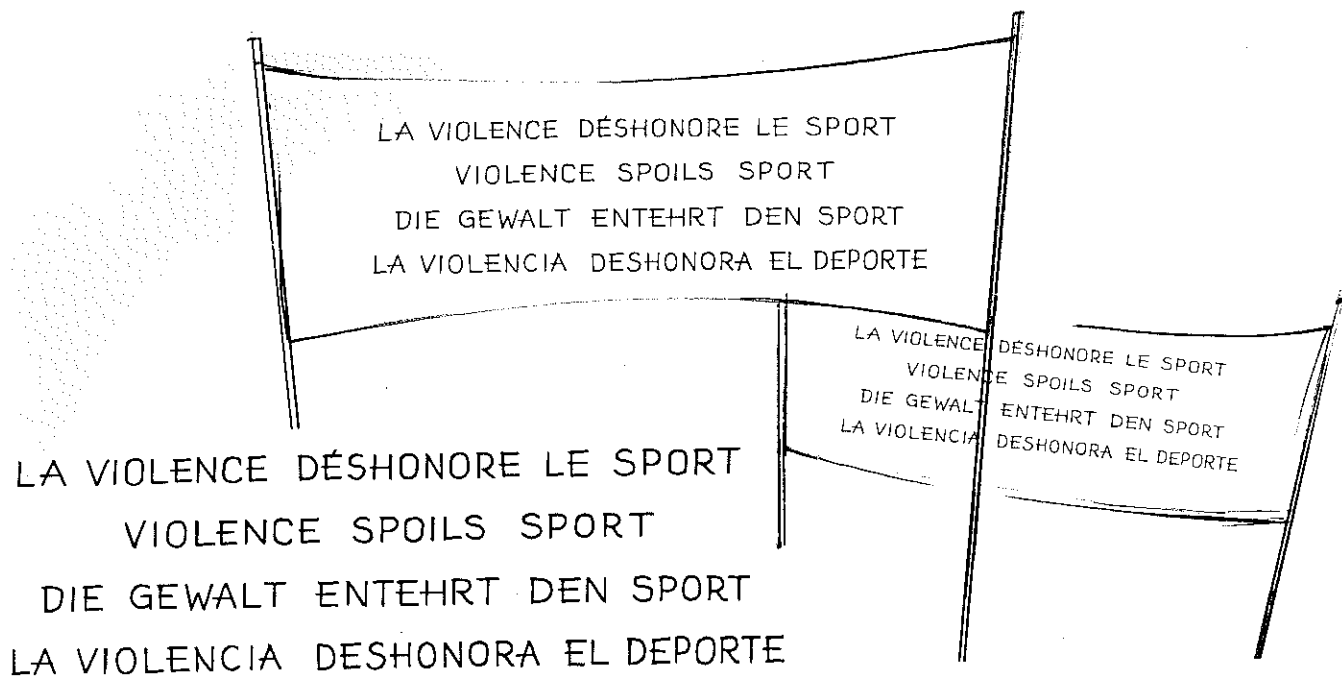 LA VIOLENCE DÉSHONORE LE SPORT
VIOLENCE SPOILS SPORT
DIE GEWALT ENTEHRT DEN SPORT
LA VIOLENCIA DESHONORA EL DEPORTE
LA VIOLENCE DÉSHONORE LE SPORT
VIOLENCE SPOILS SPORT
DIE GEWALT ENTEHRT DEN SPORT
LA VIOLENCIA DESHONORA EL DEPORTE
LA VIOLENCE DÉSHONORE LE SPORT
VIOLENCE SPOILS SPORT
DIE GEWALT ENTEHRT DEN SPORT
LA VIOLENCIA DESHONORA EL DEPORTE